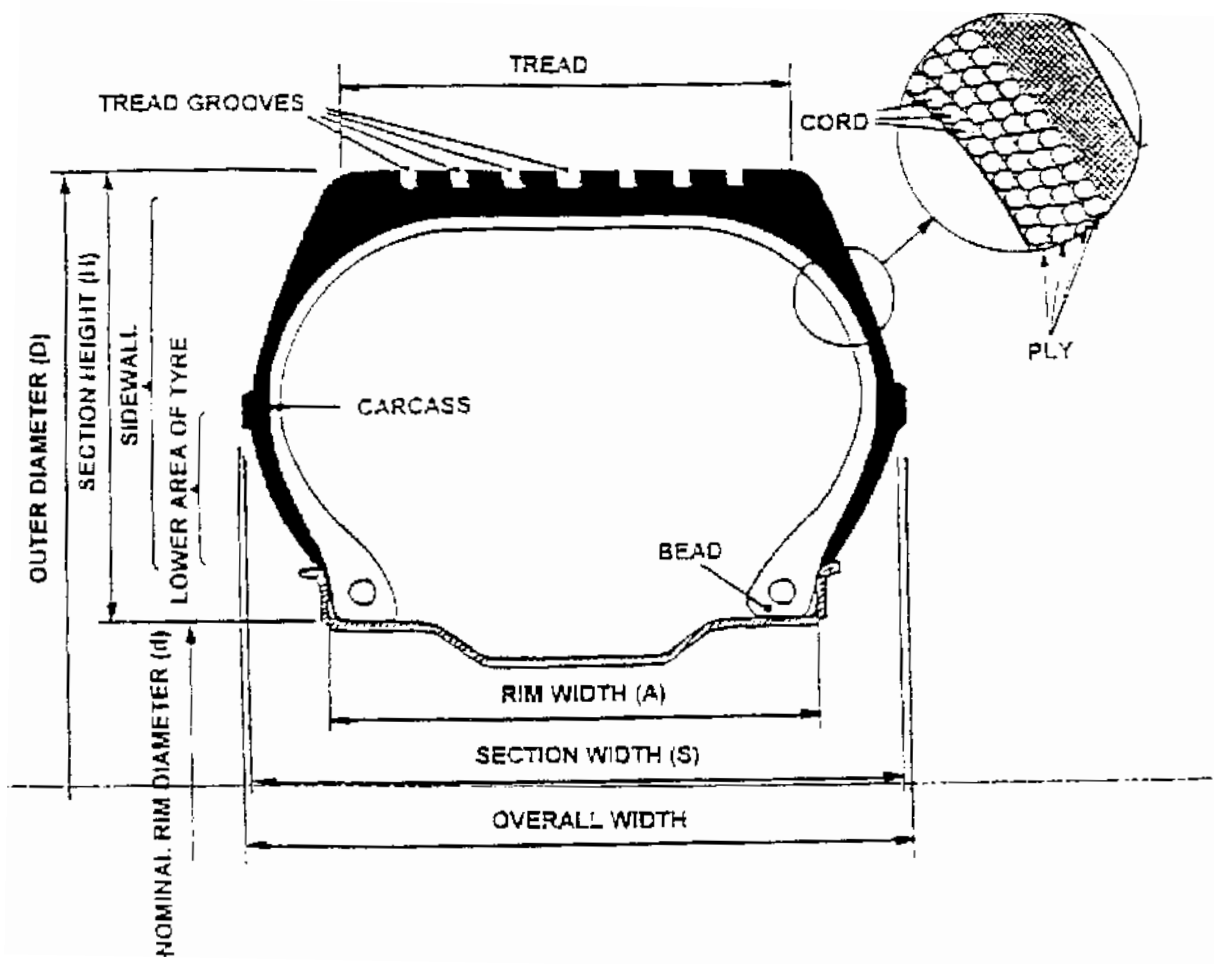 TREAD
TREAD GROOVES
CORD
PLY
OUTER DIAMETER (D)
SECTION HEIGHT (H)
SIDEWALL
LOWER AREA OF TYRE
CARCASS
BEAD
NOMINAL RIM DIAMETER (d)
RIM WIDTH (A)
SECTION WIDTH (S)
OVERALL WIDTH